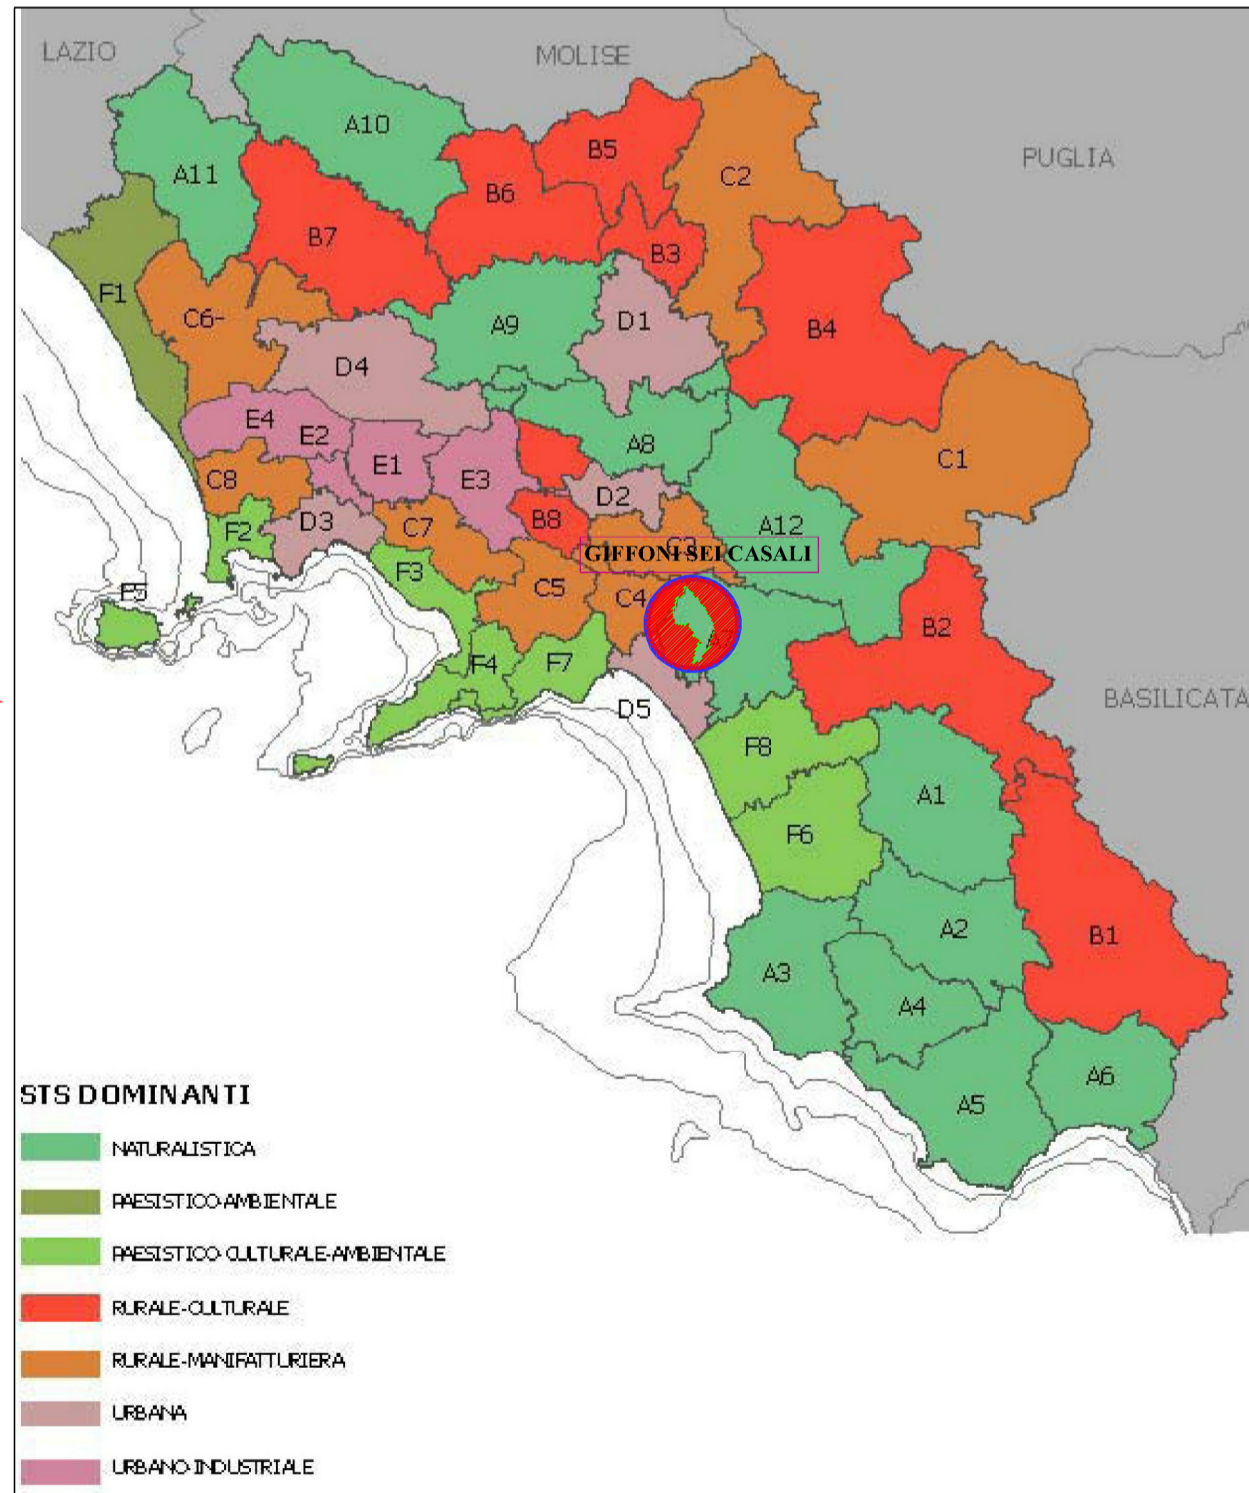 LAZIO
MOLISE
PUGLIA
BASILICATA
A10
A11
B5
C2
B6
B7
B3
F1
C6-
A9
D1
B4
D4
E4
E2
A8
C1
E1
E3
C8
D2
D3
C7
B8
A12
F2
C3
GIFFONI SEI CASALI
F3
F5
C5
C4
B2
A7
F4
F7
D5
F8
A1
F6
A2
B1
A3
A4
A6
A5
STS DOMINANTI
NATURALISTICA
PAESISTICO-AMBIENTALE
PAESISTICO-CULTURALE-AMBIENTALE
RURALE-CULTURALE
RURALE-MANIFATTURIERA
URBANA
URBANO-INDUSTRIALE